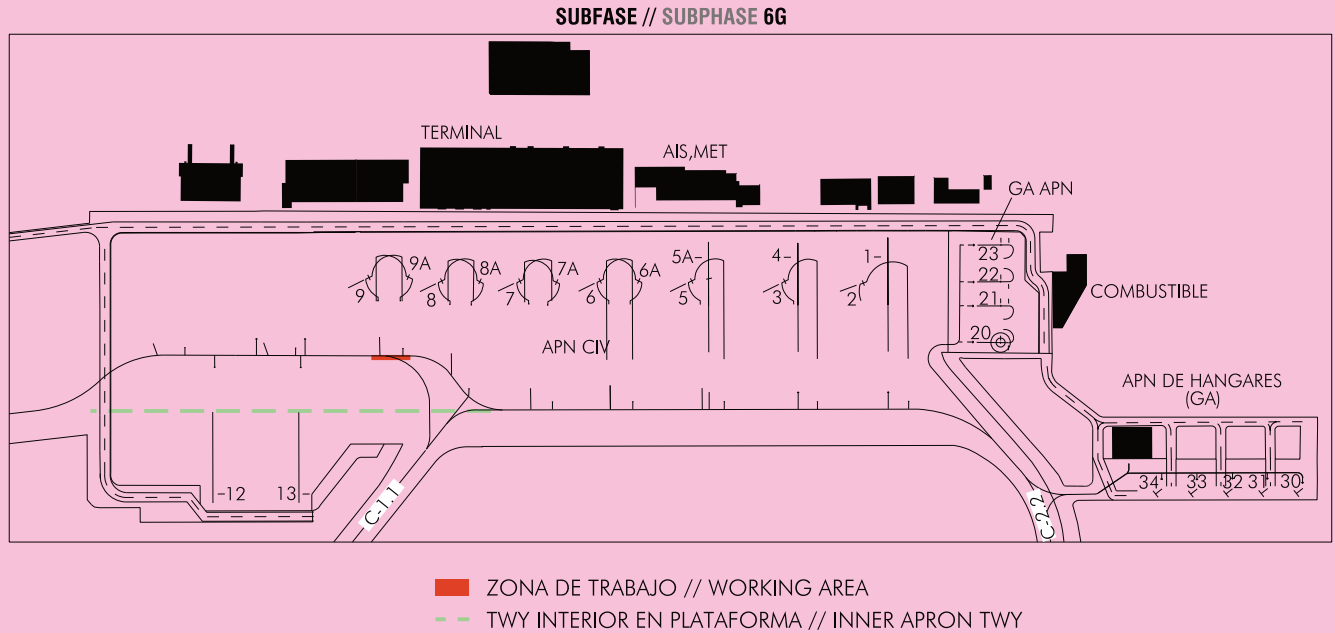 SUBFASE // SUBPHASE 6G
TERMINAL
AIS,MET
GA APN
23
22
21
20
COMBUSTIBLE
9A
9
8A
8
7A
7
6A
6
5A-
5
4-
3
1-
2
APN CIV
APN DE HANGARES
(GA)
34 33 32 31 30
-12
13-
C-1.1
C-2.2
ZONA DE TRABAJO // WORKING AREA
TWY INTERIOR EN PLATAFORMA // INNER APRON TWY